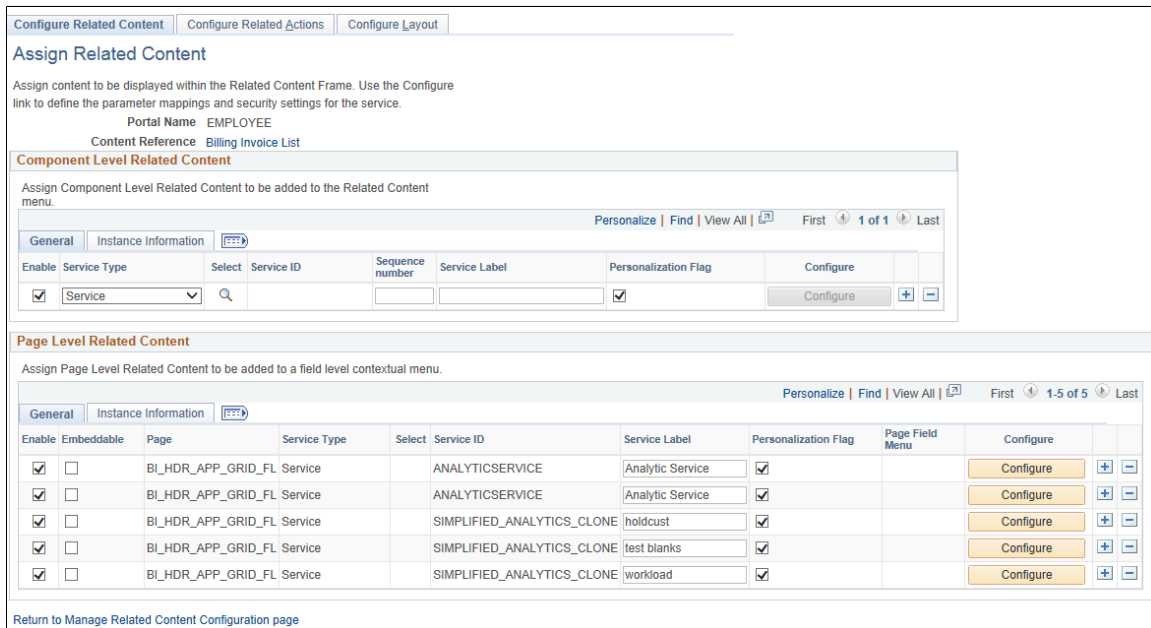 Configure Related Content Configure Related Actions Configure Layout
Assign Related Content
Assign content to be displayed within the Related Content Frame. Use the Configure
link to define the parameter mappings and security settings for the service.
Portal Name EMPLOYEE
Content Reference Billing Invoice List
Component Level Related Content
Assign Component Level Related Content to be added to the Related Content
menu.
Personalize | Find | View All | First 1 of 1 Last
General Instance Information
Enable Service Type Select Service ID Sequence number Service Label Personalization Flag Configure
Service Configure
Page Level Related Content
Assign Page Level Related Content to be added to a field level contextual menu.
Personalize | Find | View All | First 1-5 of 5 Last
General Instance Information
Enable Embeddable Page Service Type Select Service ID Service Label Personalization Flag Page Field Menu Configure
BI_HDR_APP_GRID_FL Service ANALYTICSERVICE Analytic Service Configure
BI_HDR_APP_GRID_FL Service ANALYTICSERVICE Analytic Service Configure
BI_HDR_APP_GRID_FL Service SIMPLIFIED_ANALYTICS_CLONE holdcust Configure
BI_HDR_APP_GRID_FL Service SIMPLIFIED_ANALYTICS_CLONE test blanks Configure
BI_HDR_APP_GRID_FL Service SIMPLIFIED_ANALYTICS_CLONE workload Configure
Return to Manage Related Content Configuration page